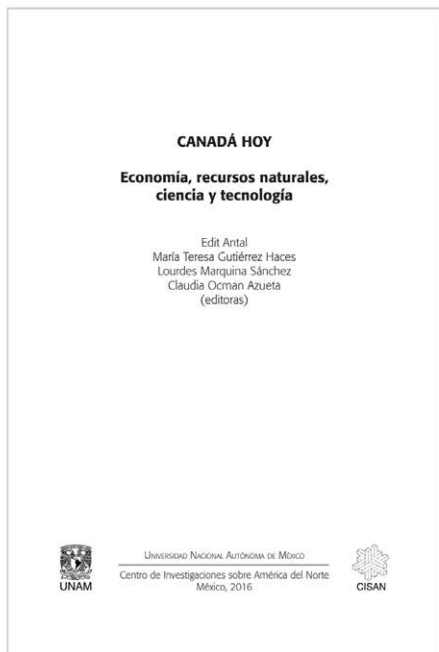 CANADÁ HOY
Economía, recursos naturales,
ciencia y tecnología
Edit Antal
María Teresa Gutiérrez Haces
Lourdes Marquina Sánchez
Claudia Ocman Azueta
(editoras)
UNIVERSIDAD NACIONAL AUTÓNOMA DE MÉXICO
Centro de Investigaciones sobre América del Norte
México, 2016
UNAM
CISAN